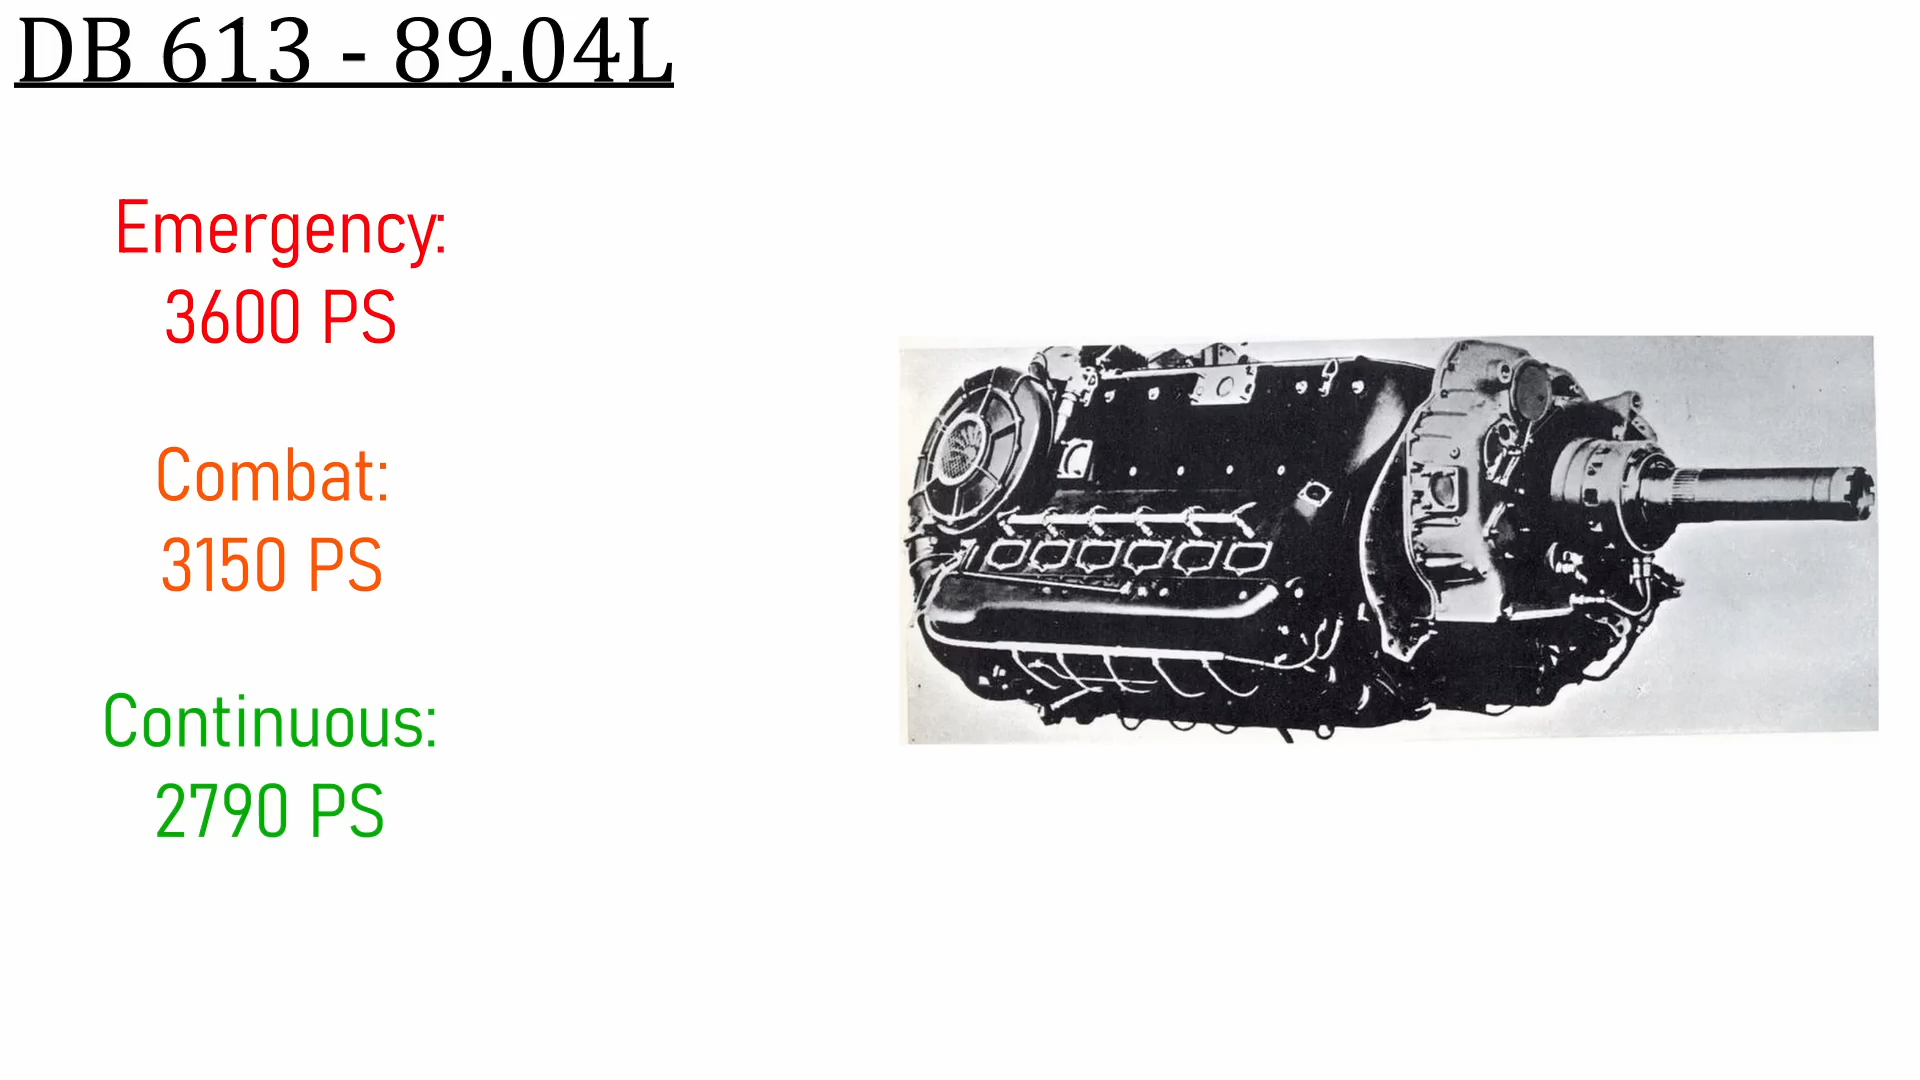 DB 613 - 89.04L
Emergency:
3600 PS
Combat:
3150 PS
Continuous:
2790 PS